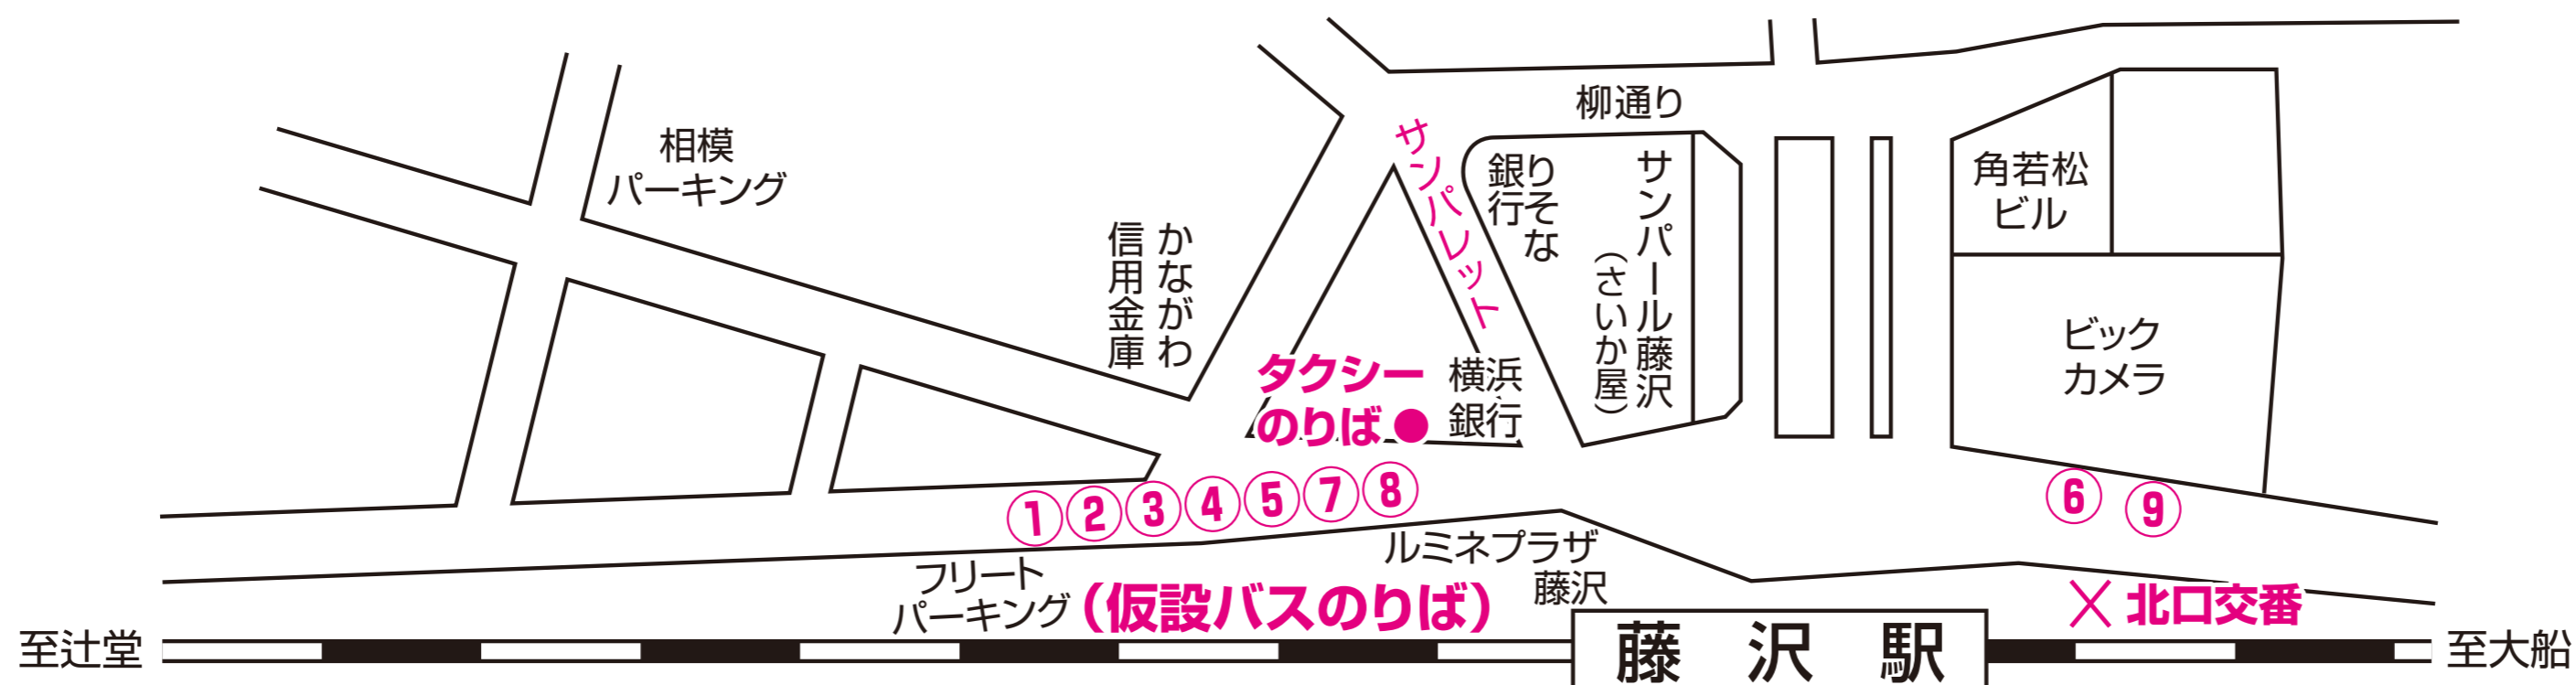 柳通り
相模
パーキング
サンパレット
りそな
銀行
サンパール藤沢
（さいか屋）
角若松
ビル
かながわ
信用金庫
ビック
カメラ
タクシー
のりば
横浜
銀行
①②③④⑤⑦⑧
⑥⑨
フリート
パーキング
（仮設バスのりば）
ルミネプラザ
藤沢
北口交番
至辻堂
藤沢駅
至大船